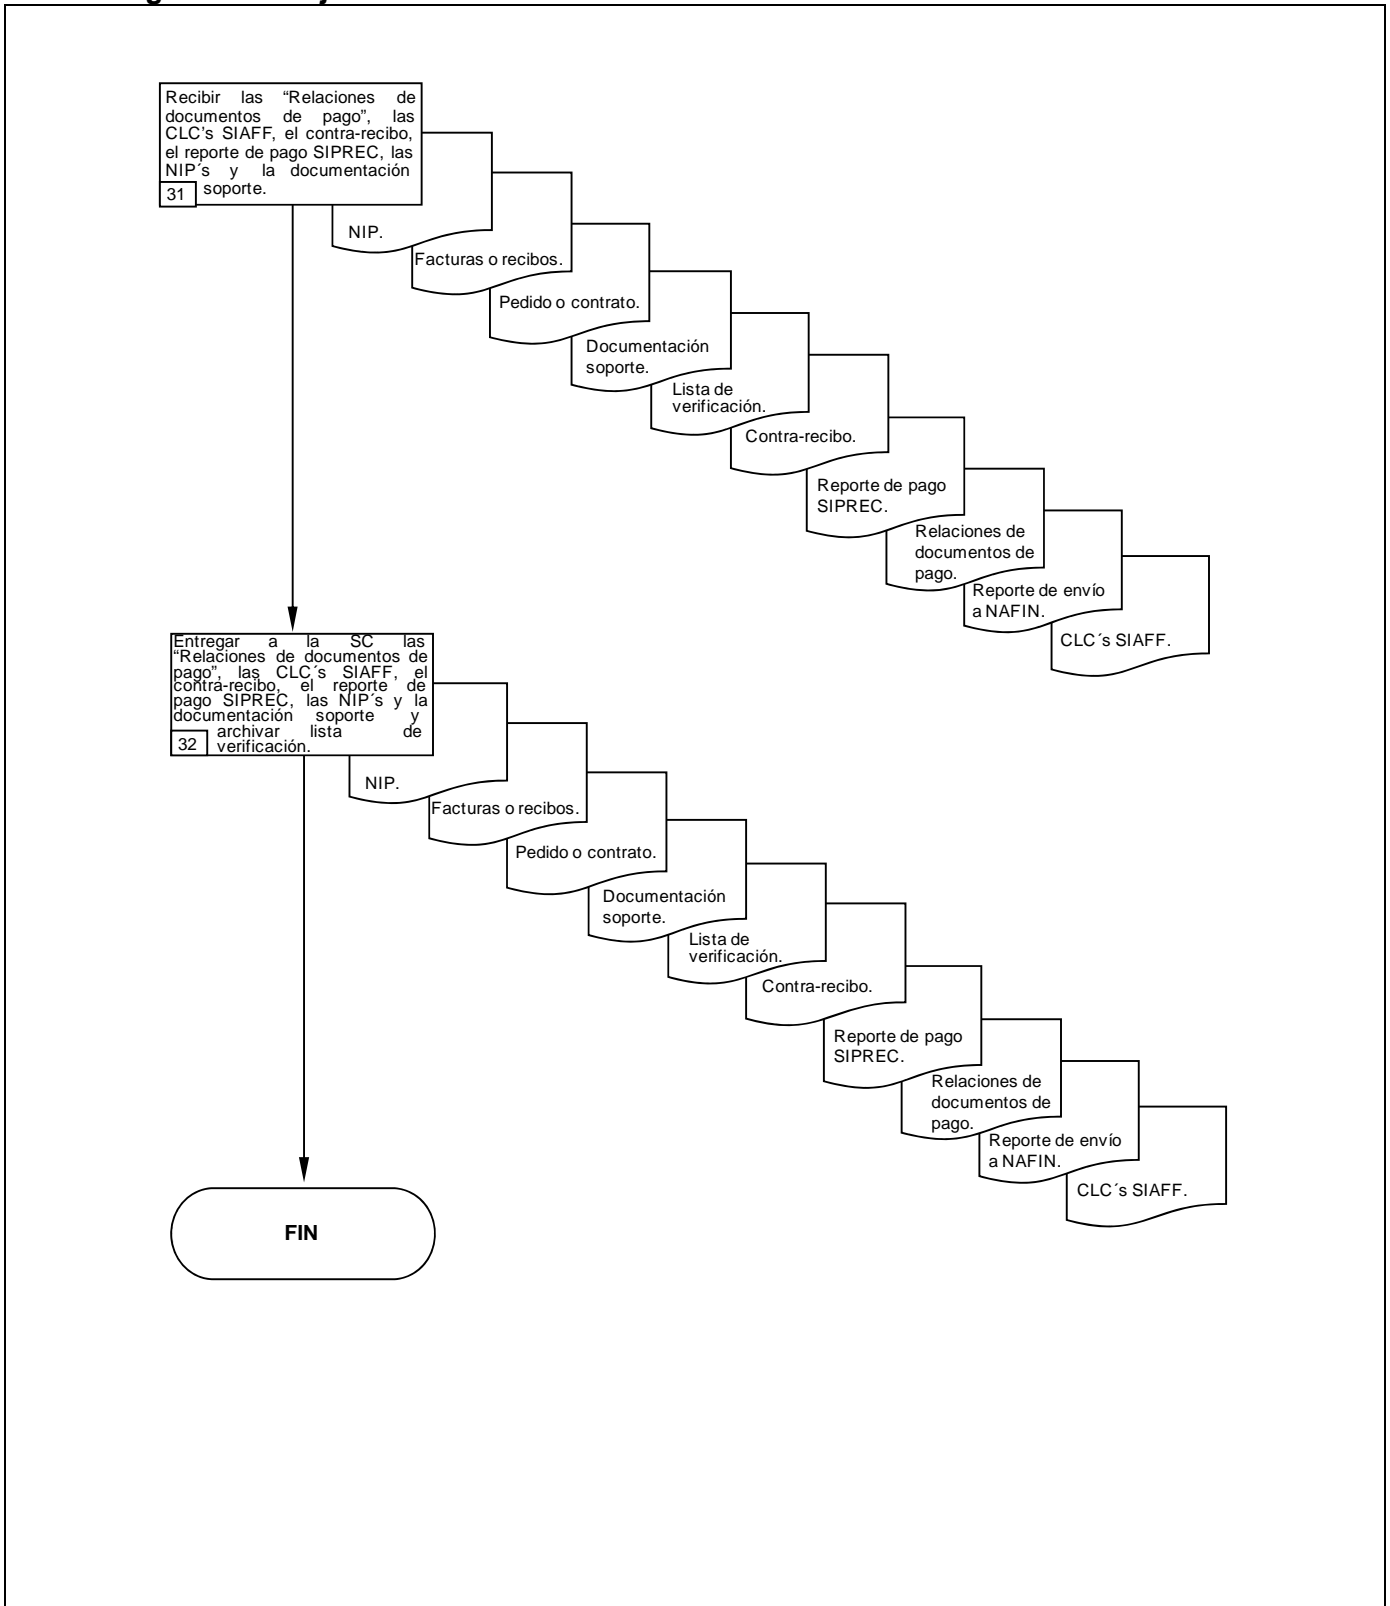 Recibir las “Relaciones de
documentos de pago”, las
CLC’s SIAFF, el contra-recibo,
el reporte de pago SIPREC, las
NIP´s y la documentación
soporte.
31
NIP.
Facturas o recibos.
Pedido o contrato.
Documentación
soporte.
Lista de
verificación.
Contra-recibo.
Reporte de pago
SIPREC.
Relaciones de
documentos de
pago.
Reporte de envío
a NAFIN.
CLC´s SIAFF.
Entregar a la SC las
“Relaciones de documentos de
pago”, las CLC´s SIAFF, el
contra-recibo, el reporte de
pago SIPREC, las NIP´s y la
documentación soporte y
archivar lista de
verificación.
32
NIP.
Facturas o recibos.
Pedido o contrato.
Documentación
soporte.
Lista de
verificación.
Contra-recibo.
Reporte de pago
SIPREC.
Relaciones de
documentos de
pago.
Reporte de envío
a NAFIN.
CLC´s SIAFF.
FIN